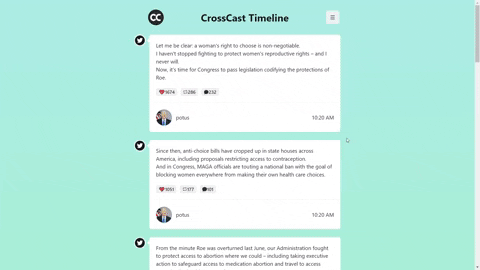 CC
CrossCast Timeline
Let me be clear: a woman's right to choose is non-negotiable.
I haven't stopped fighting to protect women's reproductive rights – and I
never will.
Now, it's time for Congress to pass legislation codifying the protections of
Roe.
1674 286 232
potus 10:20 AM
Since then, anti-choice bills have cropped up in state houses across
America, including proposals restricting access to contraception.
And in Congress, MAGA officials are touting a national ban with the goal of
blocking women everywhere from making their own health care choices.
1051 177 101
potus 10:20 AM
From the minute Roe was overturned last June, our Administration fought
to protect access to abortion where we could – including taking executive
action to safeguard access to medication abortion and travel to access